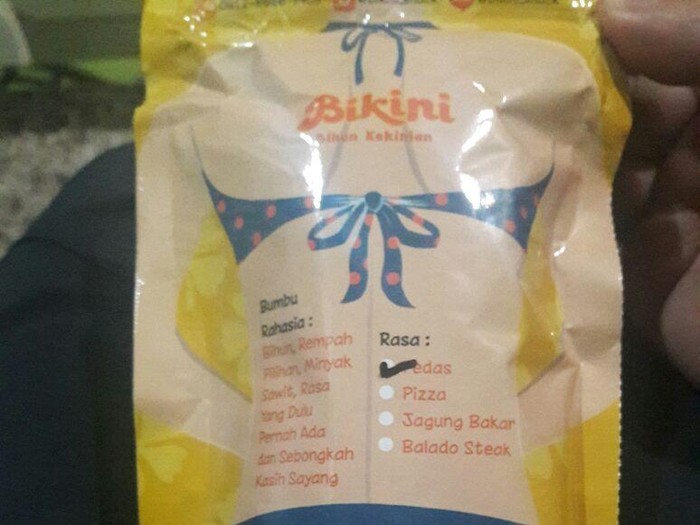 Bikini
Bihun Kekinian
Bumbu
Rahasia :
Bihun, Rempah
Pilihan, Minyak
Sawit, Rasa
Yang Dulu
Pernah Ada
dan Sebongkah
Kasih Sayang
Rasa :
Pedas
Pizza
Jagung Bakar
Balado Steak